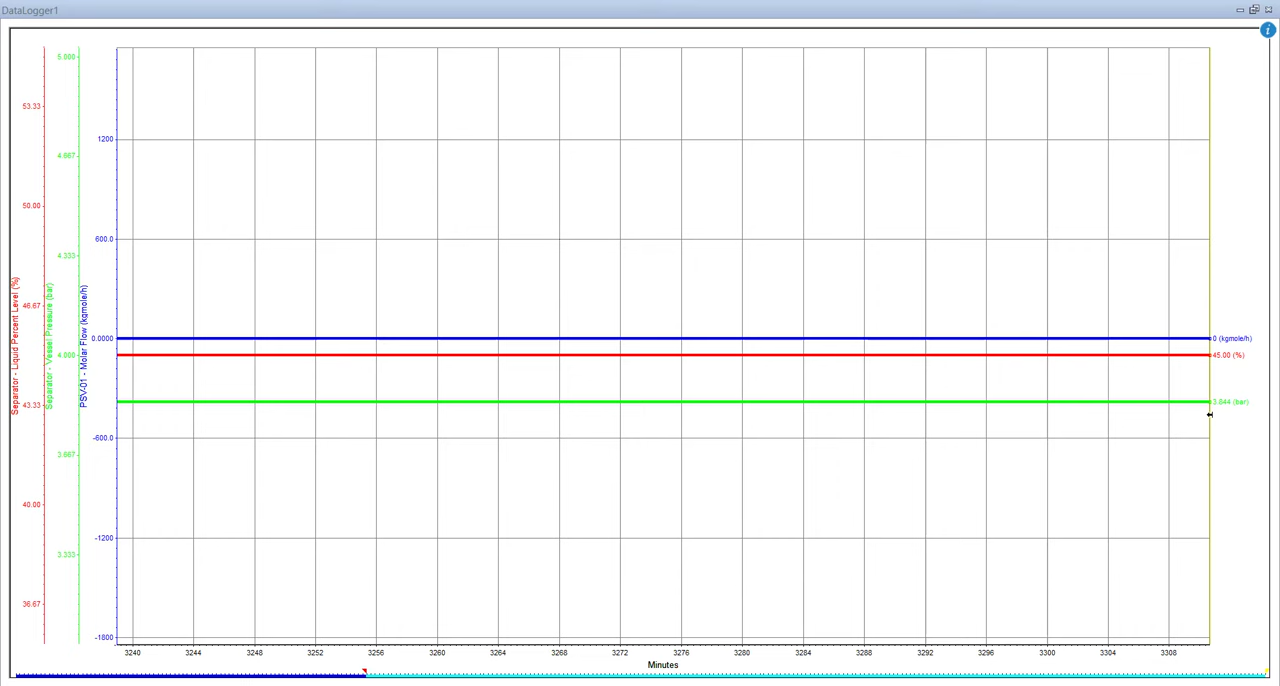 DataLogger1
i
Separator - Liquid Percent Level (%)
53.33
50.00
46.67
43.33
40.00
36.67
Separator - Vessel Pressure (bar)
5.000
4.667
4.333
4.000
3.667
3.333
PSV-01 - Molar Flow (kgmole/h)
1200
600.0
0.0000
-600.0
-1200
-1800
0 (kgmole/h)
45.00 (%)
3.844 (bar)
3240 3244 3248 3252 3256 3260 3264 3268 3272 3276 3280 3284 3288 3292 3296 3300 3304 3308
Minutes